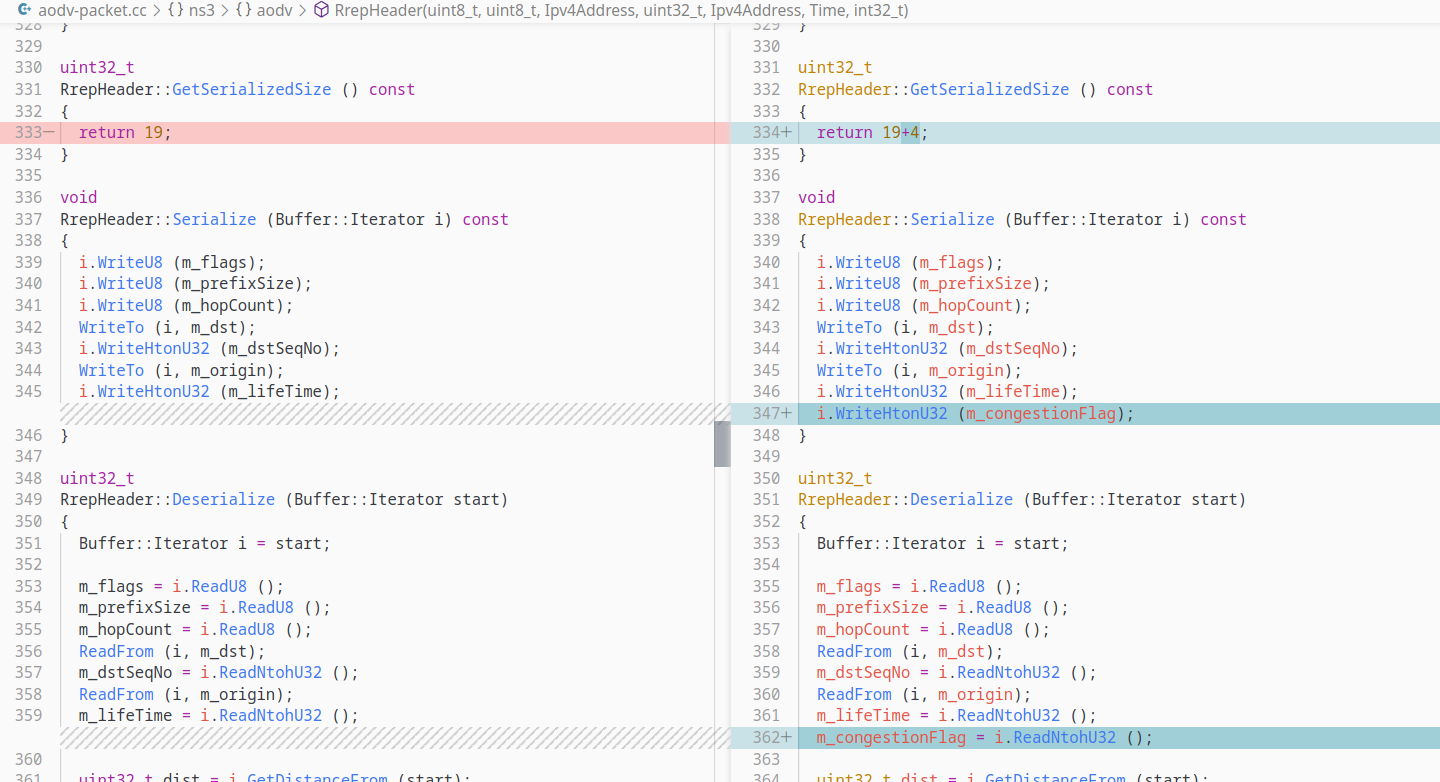 aodv-packet.cc > {} ns3 > {} aodv > RrepHeader(uint8_t, uint8_t, Ipv4Address, uint32_t, Ipv4Address, Time, int32_t)
328 }
329
330 uint32_t
331 RrepHeader::GetSerializedSize () const
332 {
333− return 19;
334 }
335
336 void
337 RrepHeader::Serialize (Buffer::Iterator i) const
338 {
339 i.WriteU8 (m_flags);
340 i.WriteU8 (m_prefixSize);
341 i.WriteU8 (m_hopCount);
342 WriteTo (i, m_dst);
343 i.WriteHtonU32 (m_dstSeqNo);
344 WriteTo (i, m_origin);
345 i.WriteHtonU32 (m_lifeTime);
346 }
347
348 uint32_t
349 RrepHeader::Deserialize (Buffer::Iterator start)
350 {
351 Buffer::Iterator i = start;
352
353 m_flags = i.ReadU8 ();
354 m_prefixSize = i.ReadU8 ();
355 m_hopCount = i.ReadU8 ();
356 ReadFrom (i, m_dst);
357 m_dstSeqNo = i.ReadNtohU32 ();
358 ReadFrom (i, m_origin);
359 m_lifeTime = i.ReadNtohU32 ();
360
361 uint32_t dist = i.GetDistanceFrom (start);
329 }
330
331 uint32_t
332 RrepHeader::GetSerializedSize () const
333 {
334+ return 19+4;
335 }
336
337 void
338 RrepHeader::Serialize (Buffer::Iterator i) const
339 {
340 i.WriteU8 (m_flags);
341 i.WriteU8 (m_prefixSize);
342 i.WriteU8 (m_hopCount);
343 WriteTo (i, m_dst);
344 i.WriteHtonU32 (m_dstSeqNo);
345 WriteTo (i, m_origin);
346 i.WriteHtonU32 (m_lifeTime);
347+ i.WriteHtonU32 (m_congestionFlag);
348 }
349
350 uint32_t
351 RrepHeader::Deserialize (Buffer::Iterator start)
352 {
353 Buffer::Iterator i = start;
354
355 m_flags = i.ReadU8 ();
356 m_prefixSize = i.ReadU8 ();
357 m_hopCount = i.ReadU8 ();
358 ReadFrom (i, m_dst);
359 m_dstSeqNo = i.ReadNtohU32 ();
360 ReadFrom (i, m_origin);
361 m_lifeTime = i.ReadNtohU32 ();
362+ m_congestionFlag = i.ReadNtohU32 ();
363
364 uint32_t dist = i.GetDistanceFrom (start);